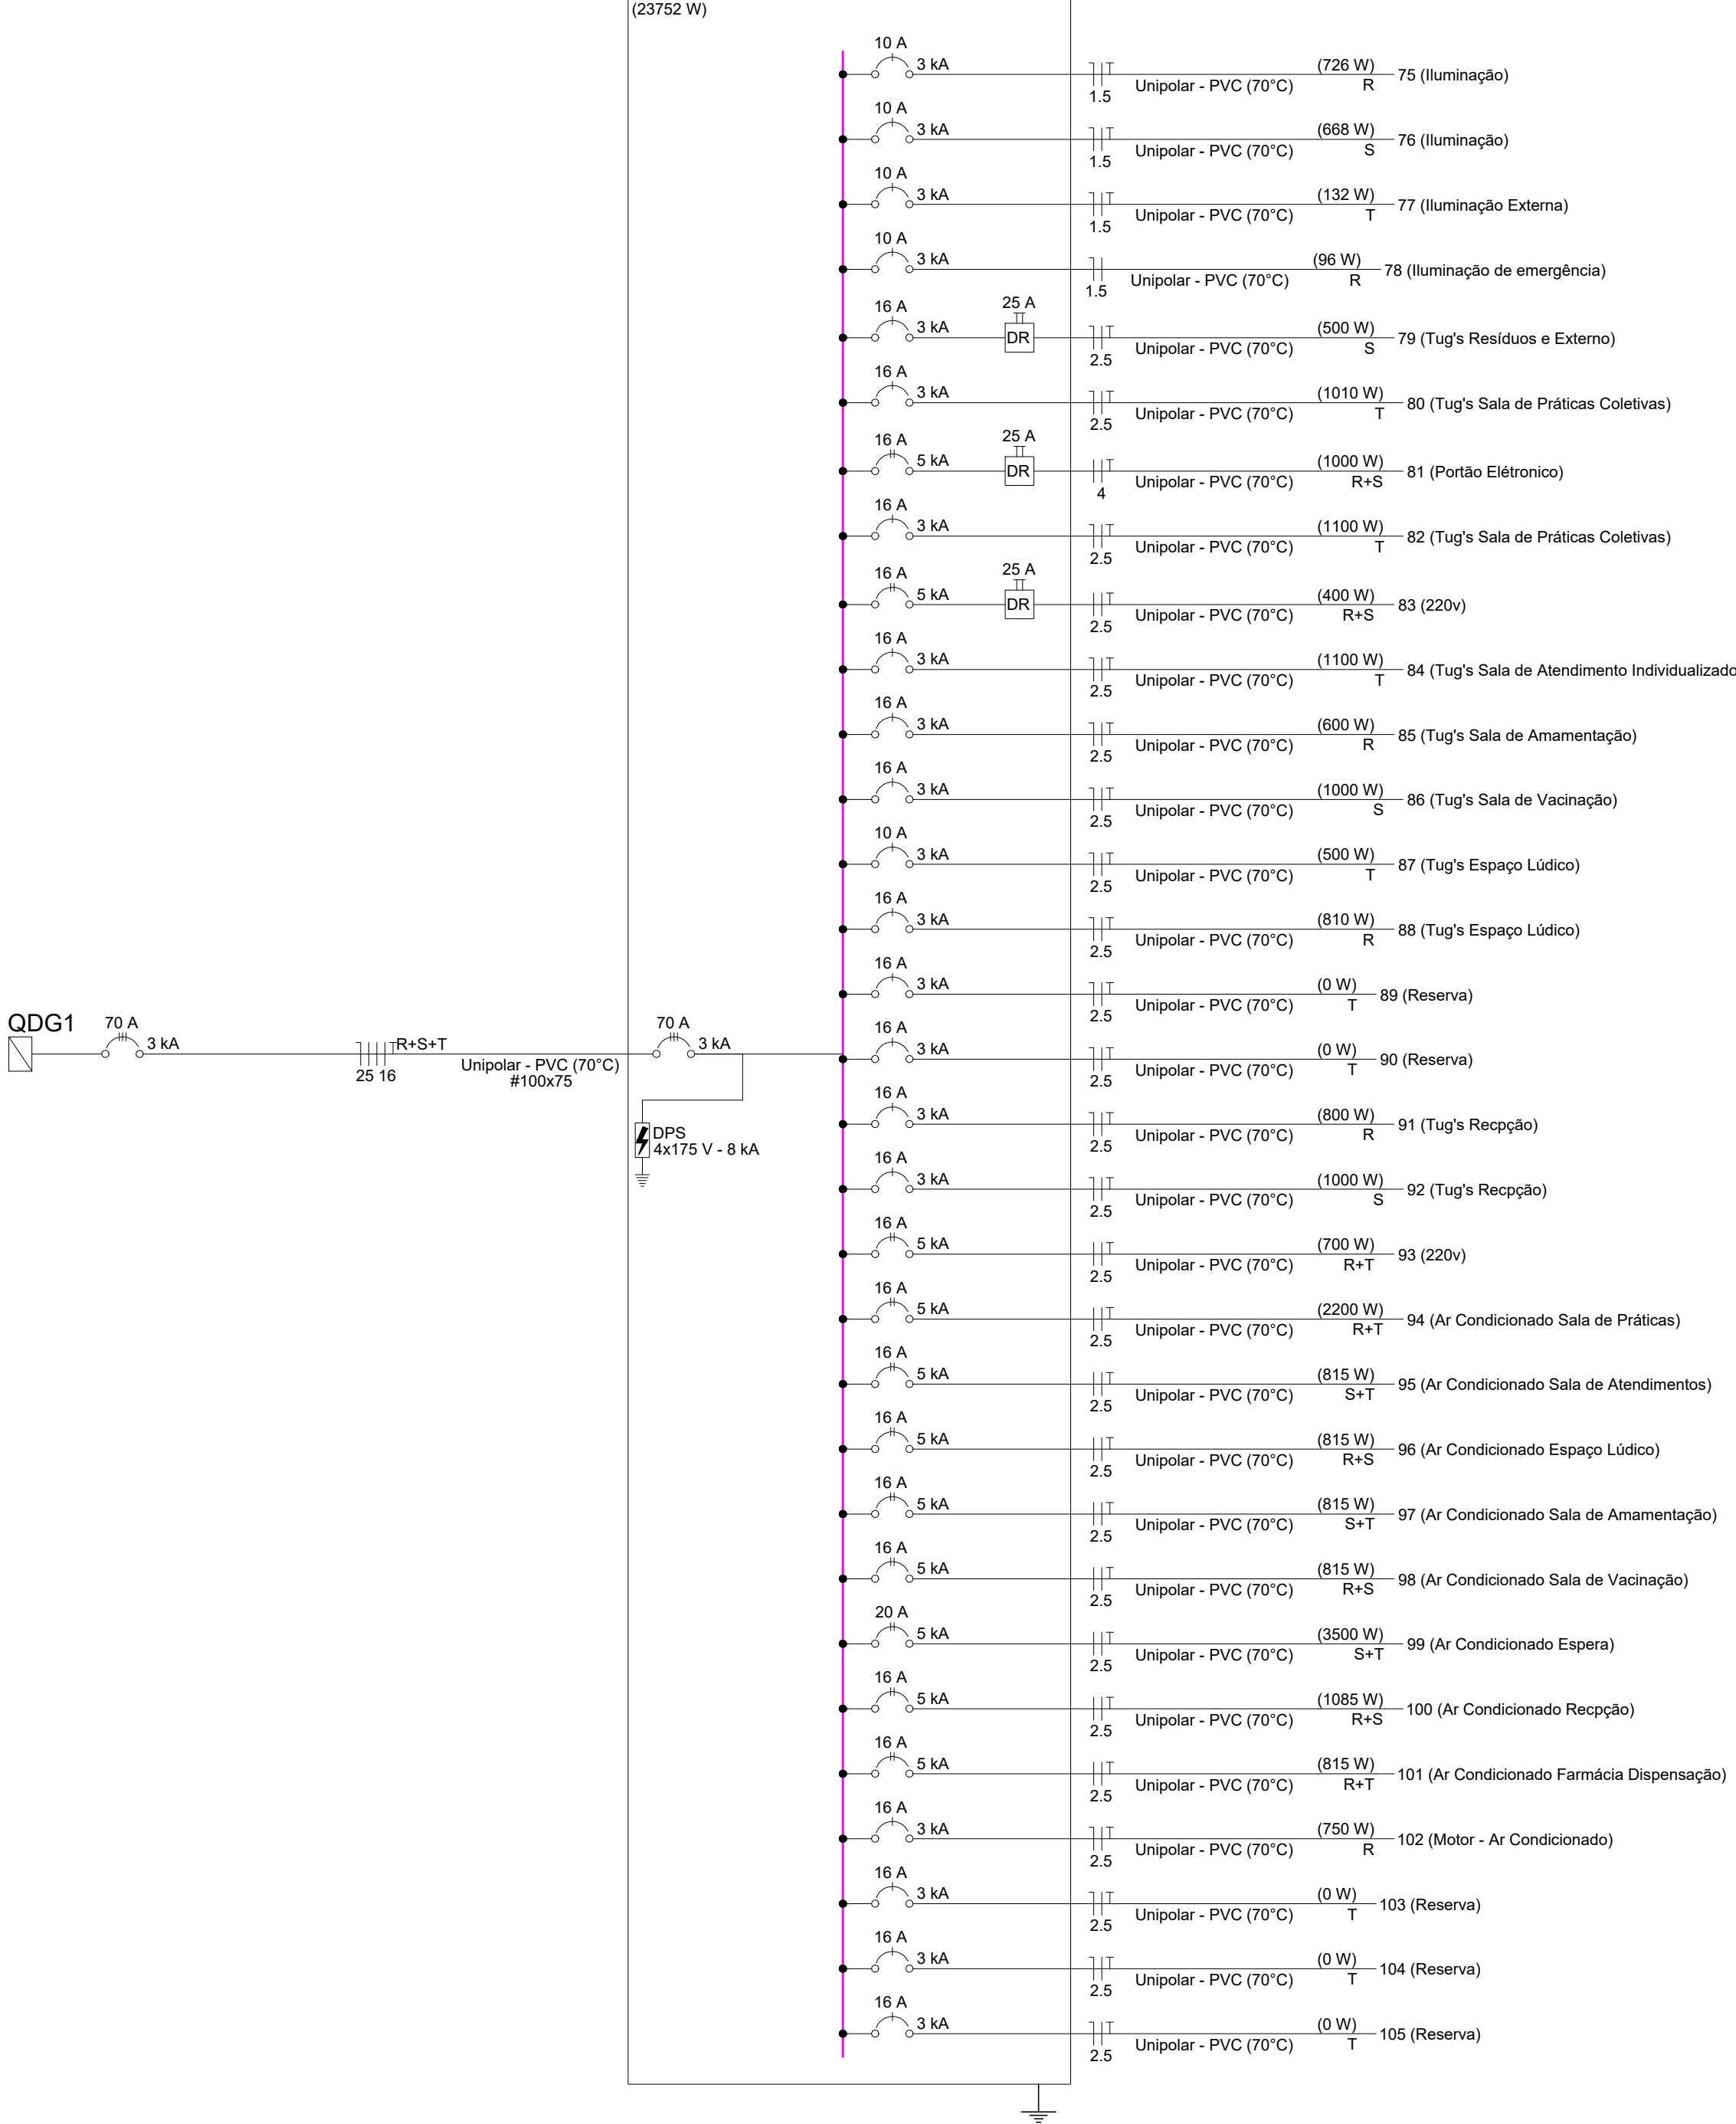 (23752 W)
10 A
3 kA
1.5
Unipolar - PVC (70°C)
(726 W)
R
75 (Iluminação)
10 A
3 kA
1.5
Unipolar - PVC (70°C)
(668 W)
S
76 (Iluminação)
10 A
3 kA
1.5
Unipolar - PVC (70°C)
(132 W)
T
77 (Iluminação Externa)
10 A
3 kA
1.5
Unipolar - PVC (70°C)
(96 W)
R
78 (Iluminação de emergência)
16 A
3 kA
25 A
DR
2.5
Unipolar - PVC (70°C)
(500 W)
S
79 (Tug's Resíduos e Externo)
16 A
3 kA
2.5
Unipolar - PVC (70°C)
(1010 W)
T
80 (Tug's Sala de Práticas Coletivas)
16 A
5 kA
25 A
DR
4
Unipolar - PVC (70°C)
(1000 W)
R+S
81 (Portão Elétronico)
16 A
3 kA
2.5
Unipolar - PVC (70°C)
(1100 W)
T
82 (Tug's Sala de Práticas Coletivas)
16 A
5 kA
25 A
DR
2.5
Unipolar - PVC (70°C)
(400 W)
R+S
83 (220v)
16 A
3 kA
2.5
Unipolar - PVC (70°C)
(1100 W)
T
84 (Tug's Sala de Atendimento Individualizado
16 A
3 kA
2.5
Unipolar - PVC (70°C)
(600 W)
R
85 (Tug's Sala de Amamentação)
16 A
3 kA
2.5
Unipolar - PVC (70°C)
(1000 W)
S
86 (Tug's Sala de Vacinação)
10 A
3 kA
2.5
Unipolar - PVC (70°C)
(500 W)
T
87 (Tug's Espaço Lúdico)
16 A
3 kA
2.5
Unipolar - PVC (70°C)
(810 W)
R
88 (Tug's Espaço Lúdico)
16 A
3 kA
2.5
Unipolar - PVC (70°C)
(0 W)
T
89 (Reserva)
QDG1
70 A
3 kA
25 16
R+S+T
Unipolar - PVC (70°C)
#100x75
70 A
3 kA
DPS
4x175 V - 8 kA
16 A
3 kA
2.5
Unipolar - PVC (70°C)
(0 W)
T
90 (Reserva)
16 A
3 kA
2.5
Unipolar - PVC (70°C)
(800 W)
R
91 (Tug's Recpção)
16 A
3 kA
2.5
Unipolar - PVC (70°C)
(1000 W)
S
92 (Tug's Recpção)
16 A
5 kA
2.5
Unipolar - PVC (70°C)
(700 W)
R+T
93 (220v)
16 A
5 kA
2.5
Unipolar - PVC (70°C)
(2200 W)
R+T
94 (Ar Condicionado Sala de Práticas)
16 A
5 kA
2.5
Unipolar - PVC (70°C)
(815 W)
S+T
95 (Ar Condicionado Sala de Atendimentos)
16 A
5 kA
2.5
Unipolar - PVC (70°C)
(815 W)
R+S
96 (Ar Condicionado Espaço Lúdico)
16 A
5 kA
2.5
Unipolar - PVC (70°C)
(815 W)
S+T
97 (Ar Condicionado Sala de Amamentação)
16 A
5 kA
2.5
Unipolar - PVC (70°C)
(815 W)
R+S
98 (Ar Condicionado Sala de Vacinação)
20 A
5 kA
2.5
Unipolar - PVC (70°C)
(3500 W)
S+T
99 (Ar Condicionado Espera)
16 A
5 kA
2.5
Unipolar - PVC (70°C)
(1085 W)
R+S
100 (Ar Condicionado Recpção)
16 A
5 kA
2.5
Unipolar - PVC (70°C)
(815 W)
R+T
101 (Ar Condicionado Farmácia Dispensação)
16 A
3 kA
2.5
Unipolar - PVC (70°C)
(750 W)
R
102 (Motor - Ar Condicionado)
16 A
3 kA
2.5
Unipolar - PVC (70°C)
(0 W)
T
103 (Reserva)
16 A
3 kA
2.5
Unipolar - PVC (70°C)
(0 W)
T
104 (Reserva)
16 A
3 kA
2.5
Unipolar - PVC (70°C)
(0 W)
T
105 (Reserva)